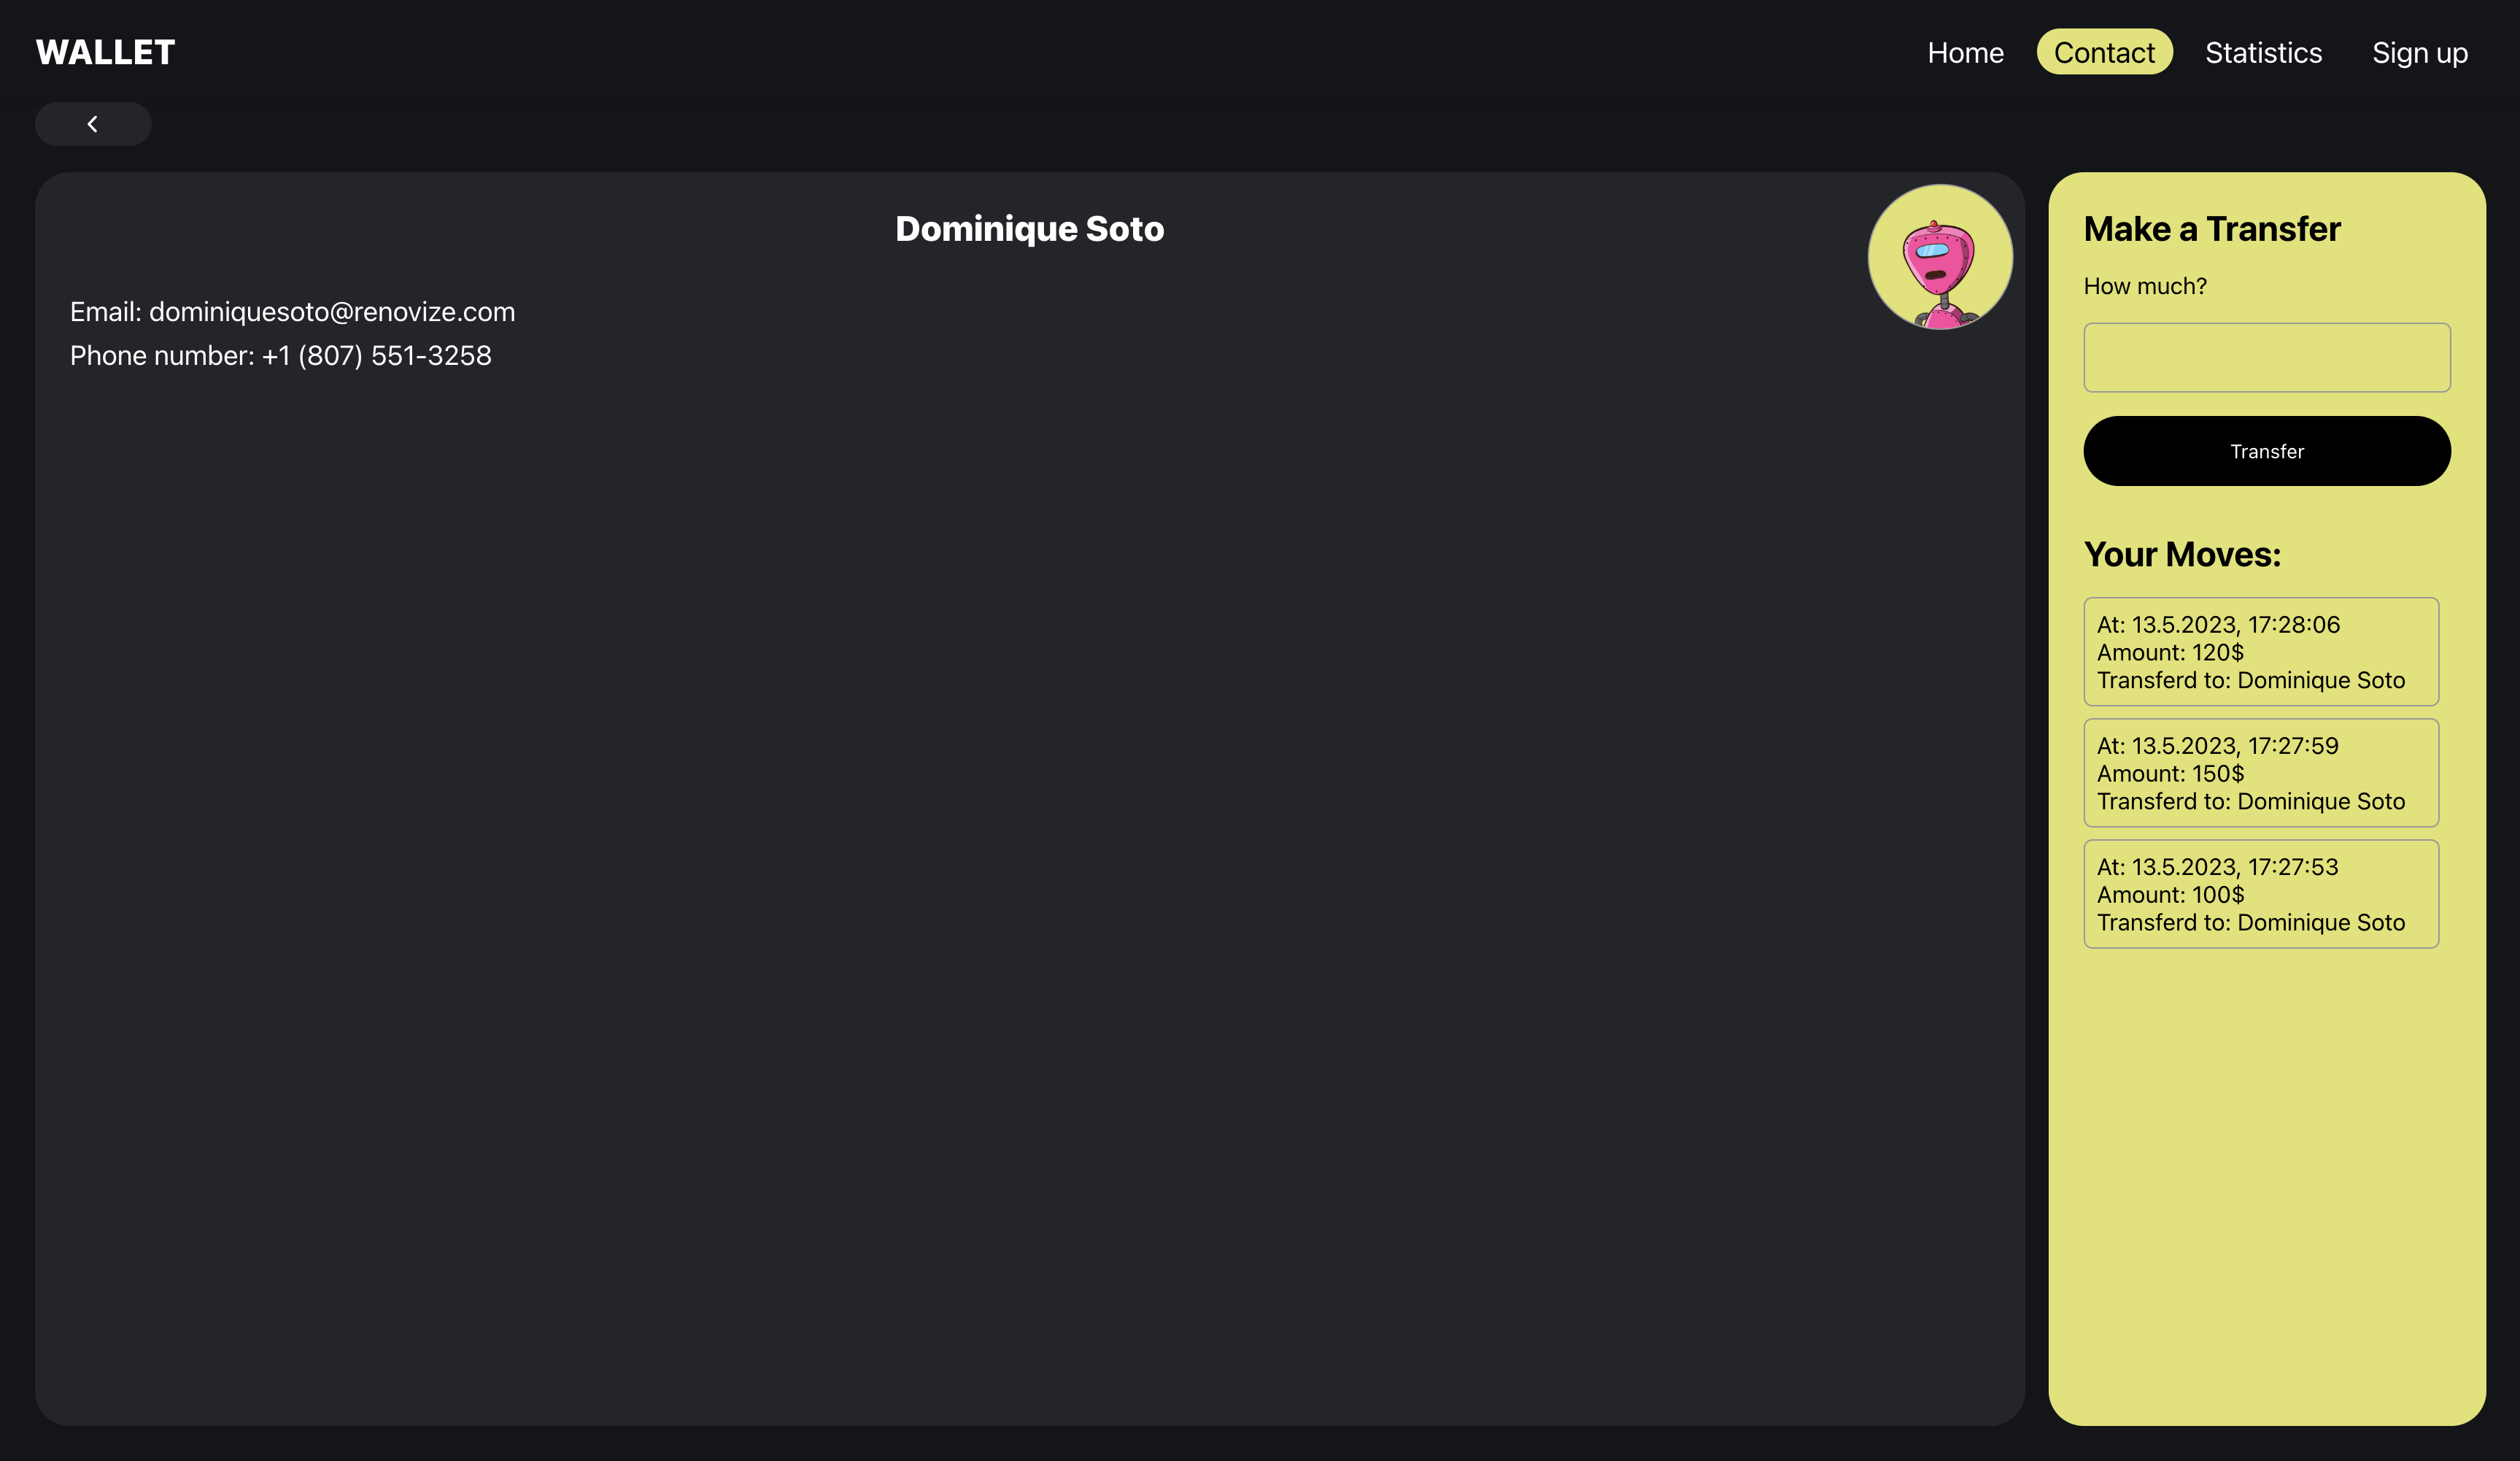 WALLET
Home
Contact
Statistics
Sign up
Dominique Soto
Email: dominiquesoto@renovize.com
Phone number: +1 (807) 551-3258
Make a Transfer
How much?
Transfer
Your Moves:
At: 13.5.2023, 17:28:06
Amount: 120$
Transferd to: Dominique Soto
At: 13.5.2023, 17:27:59
Amount: 150$
Transferd to: Dominique Soto
At: 13.5.2023, 17:27:53
Amount: 100$
Transferd to: Dominique Soto